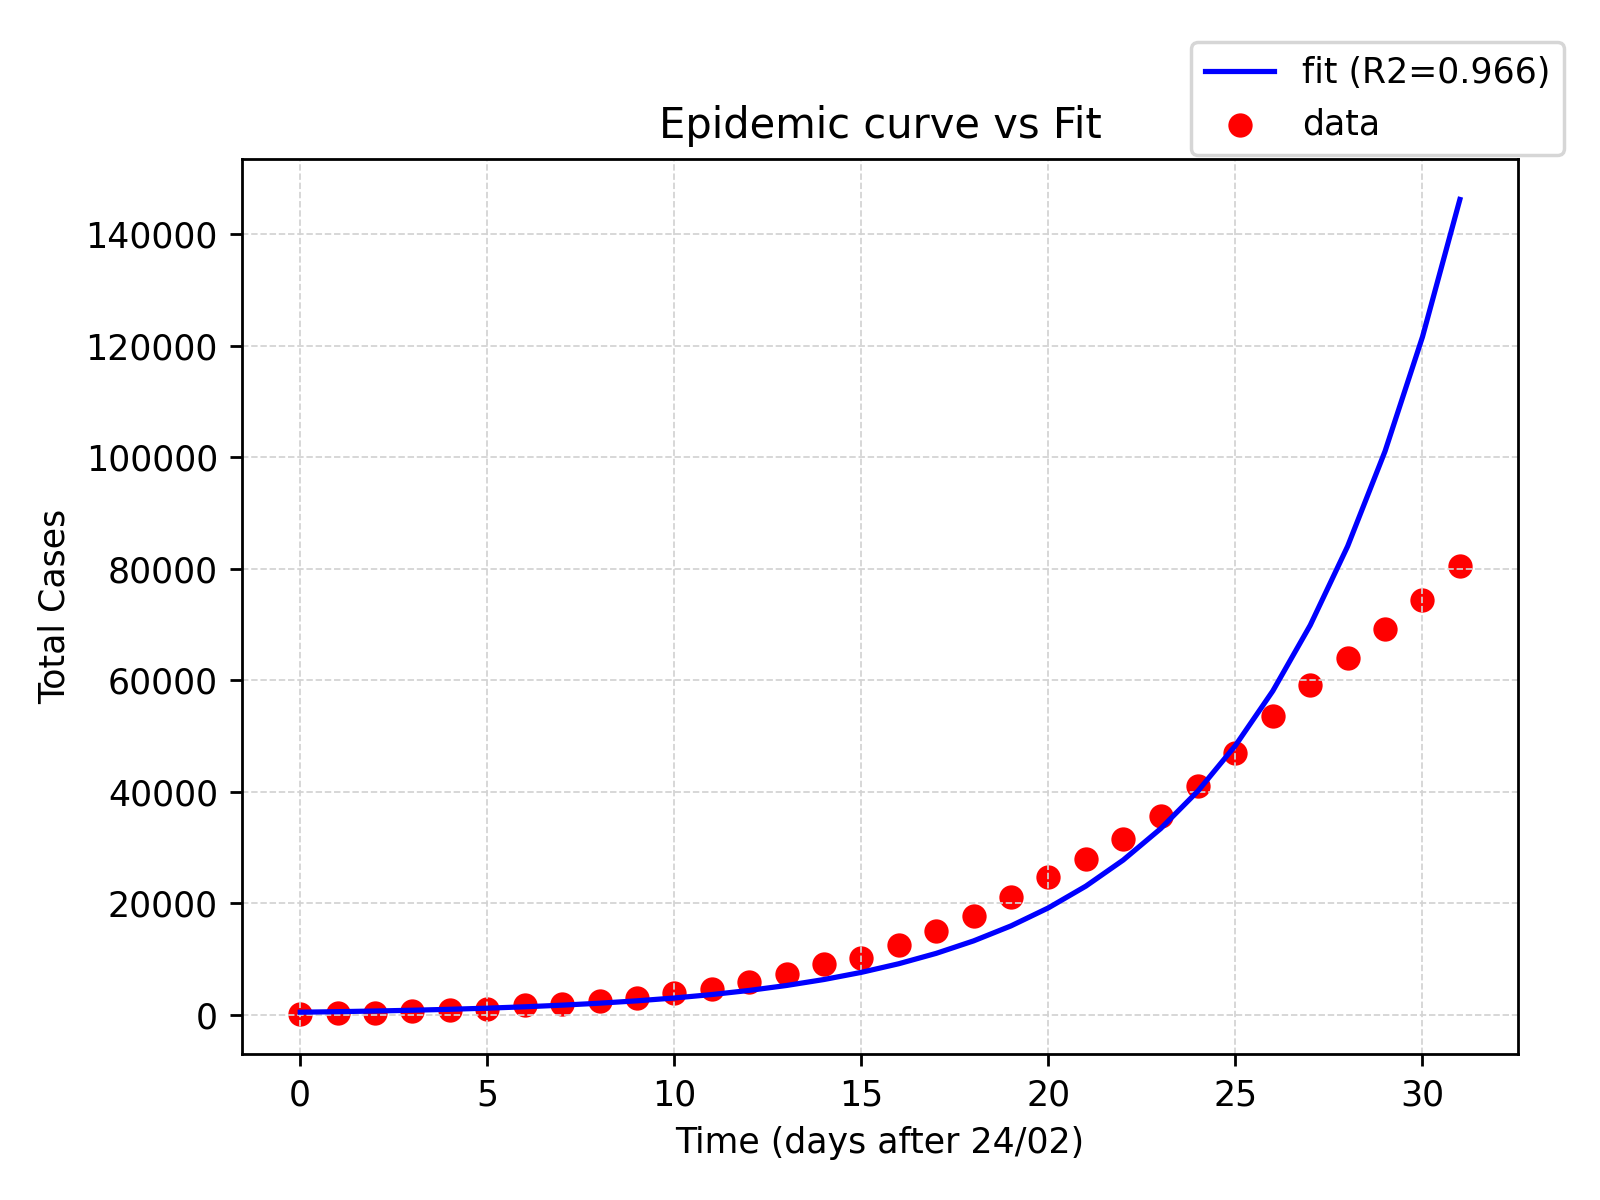 fit (R2=0.966)
data
Epidemic curve vs Fit
Total Cases
140000
120000
100000
80000
60000
40000
20000
0
0 5 10 15 20 25 30
Time (days after 24/02)